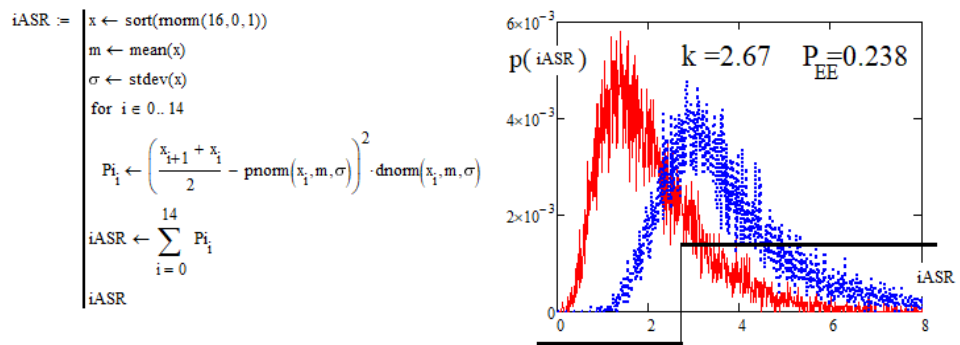 iASR := x ← sort(rnorm(16,0,1))
m ← mean(x)
σ ← stdev(x)
for i ∈ 0..14
Pi_i ← ((x_{i+1} + x_i)/2 − pnorm(x_i,m,σ))^2 · dnorm(x_i,m,σ)
iASR ← ∑_{i = 0}^{14} Pi_i
iASR
6×10⁻³
p( iASR ) k =2.67 P_EE=0.238
4×10⁻³
2×10⁻³
iASR
0
0 2 4 6 8